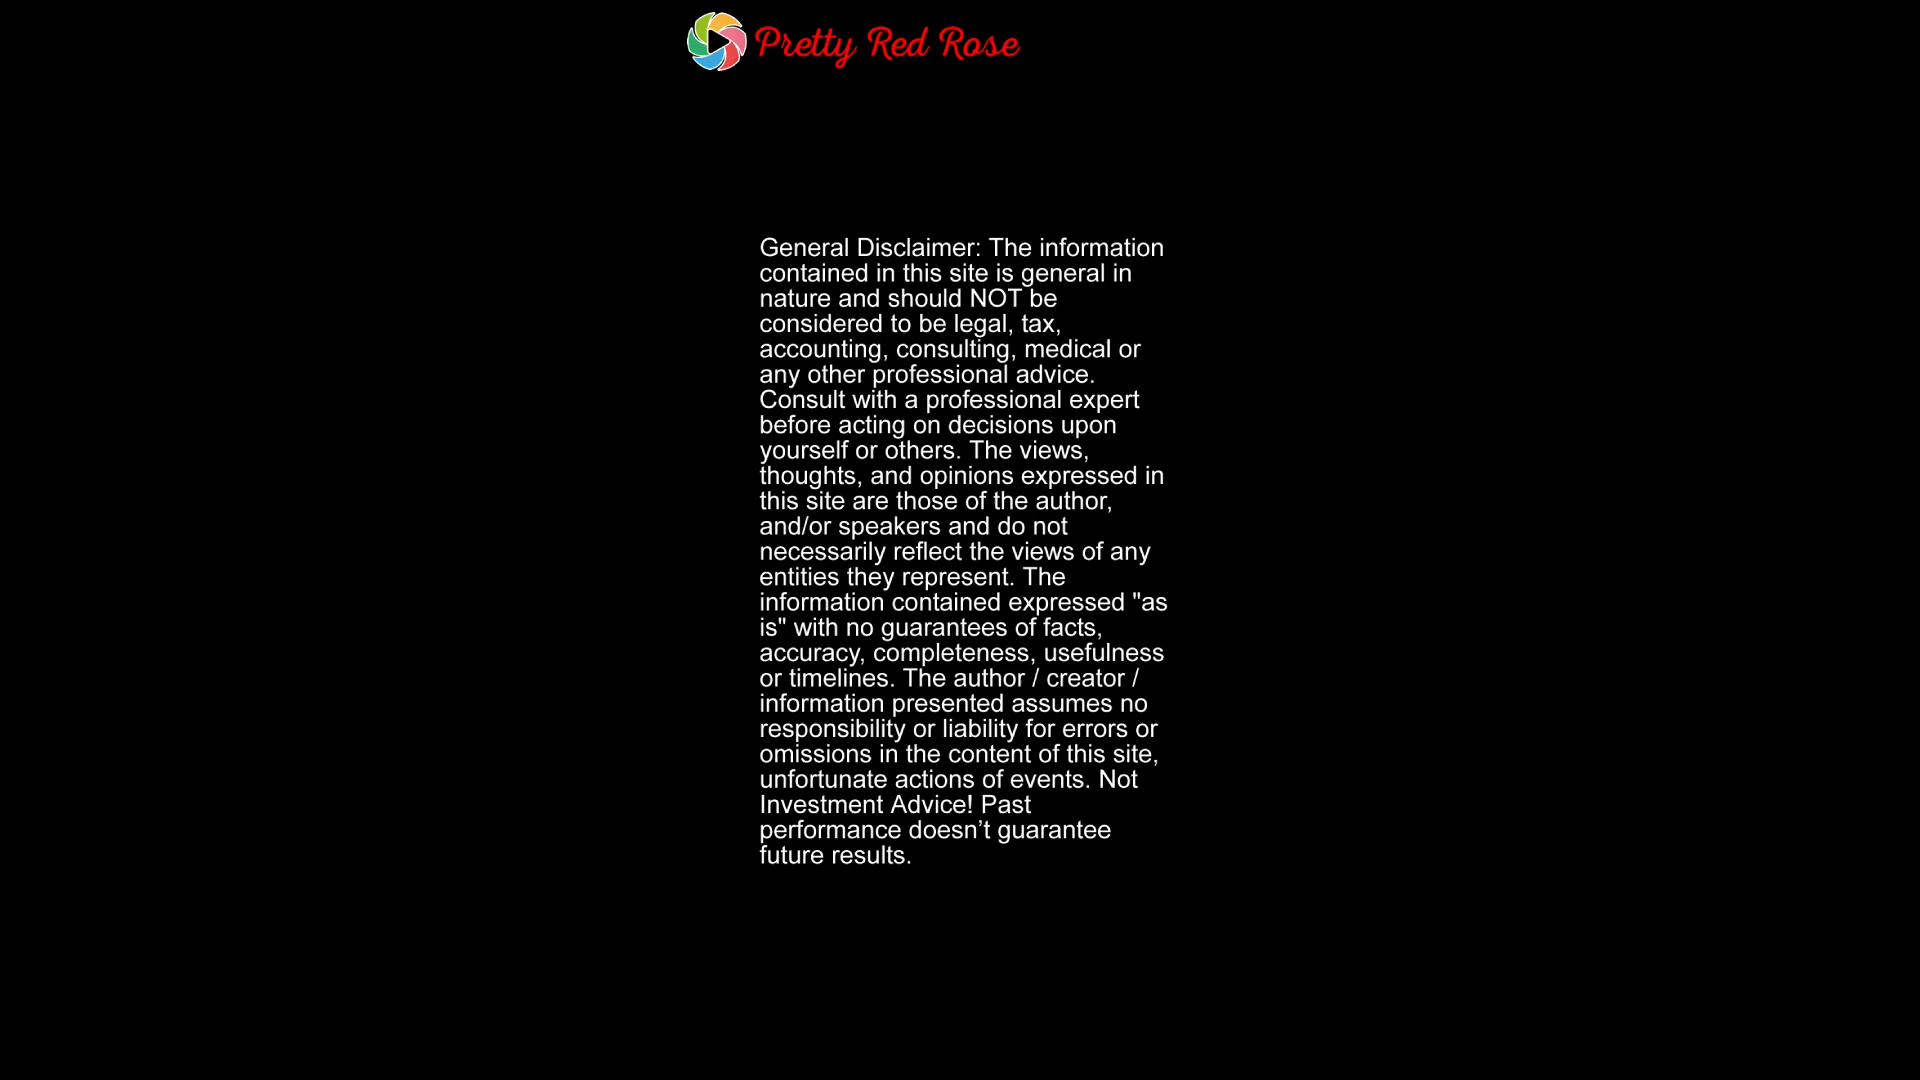 Pretty Red Rose
General Disclaimer: The information
contained in this site is general in
nature and should NOT be
considered to be legal, tax,
accounting, consulting, medical or
any other professional advice.
Consult with a professional expert
before acting on decisions upon
yourself or others. The views,
thoughts, and opinions expressed in
this site are those of the author,
and/or speakers and do not
necessarily reflect the views of any
entities they represent. The
information contained expressed "as
is" with no guarantees of facts,
accuracy, completeness, usefulness
or timelines. The author / creator /
information presented assumes no
responsibility or liability for errors or
omissions in the content of this site,
unfortunate actions of events. Not
Investment Advice! Past
performance doesn’t guarantee
future results.